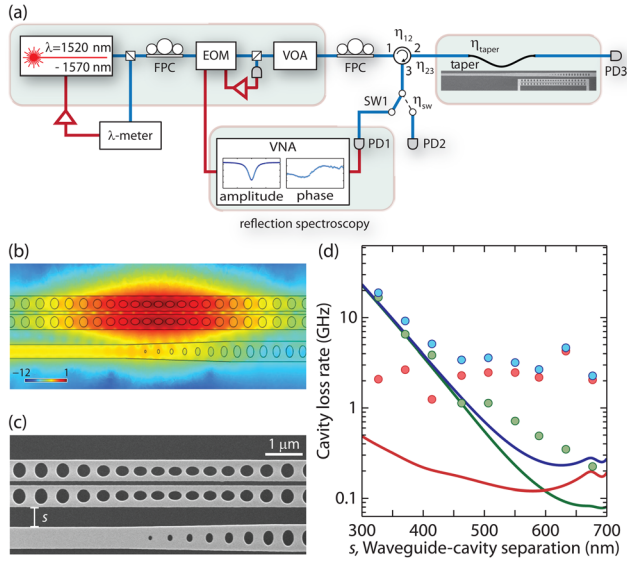 (a)
λ=1520 nm
- 1570 nm
FPC
EOM
VOA
FPC
η12
1
2
3
η23
ηtaper
taper
PD3
λ-meter
SW1
ηsw
PD1
PD2
VNA
amplitude
phase
reflection spectroscopy
(b)
−12
1
(c)
1 μm
s
(d)
Cavity loss rate (GHz)
10
1
0.1
300
400
500
600
700
s, Waveguide-cavity separation (nm)